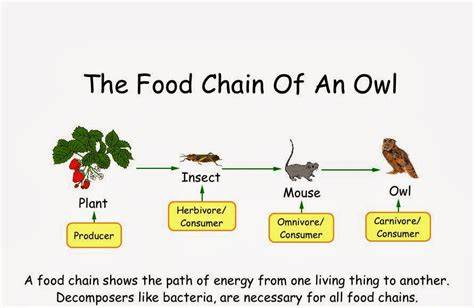 The Food Chain Of An Owl
Plant
Insect
Mouse
Owl
Producer
Herbivore/
Consumer
Omnivore/
Consumer
Carnivore/
Consumer
A food chain shows the path of energy from one living thing to another.
Decomposers like bacteria, are necessary for all food chains.